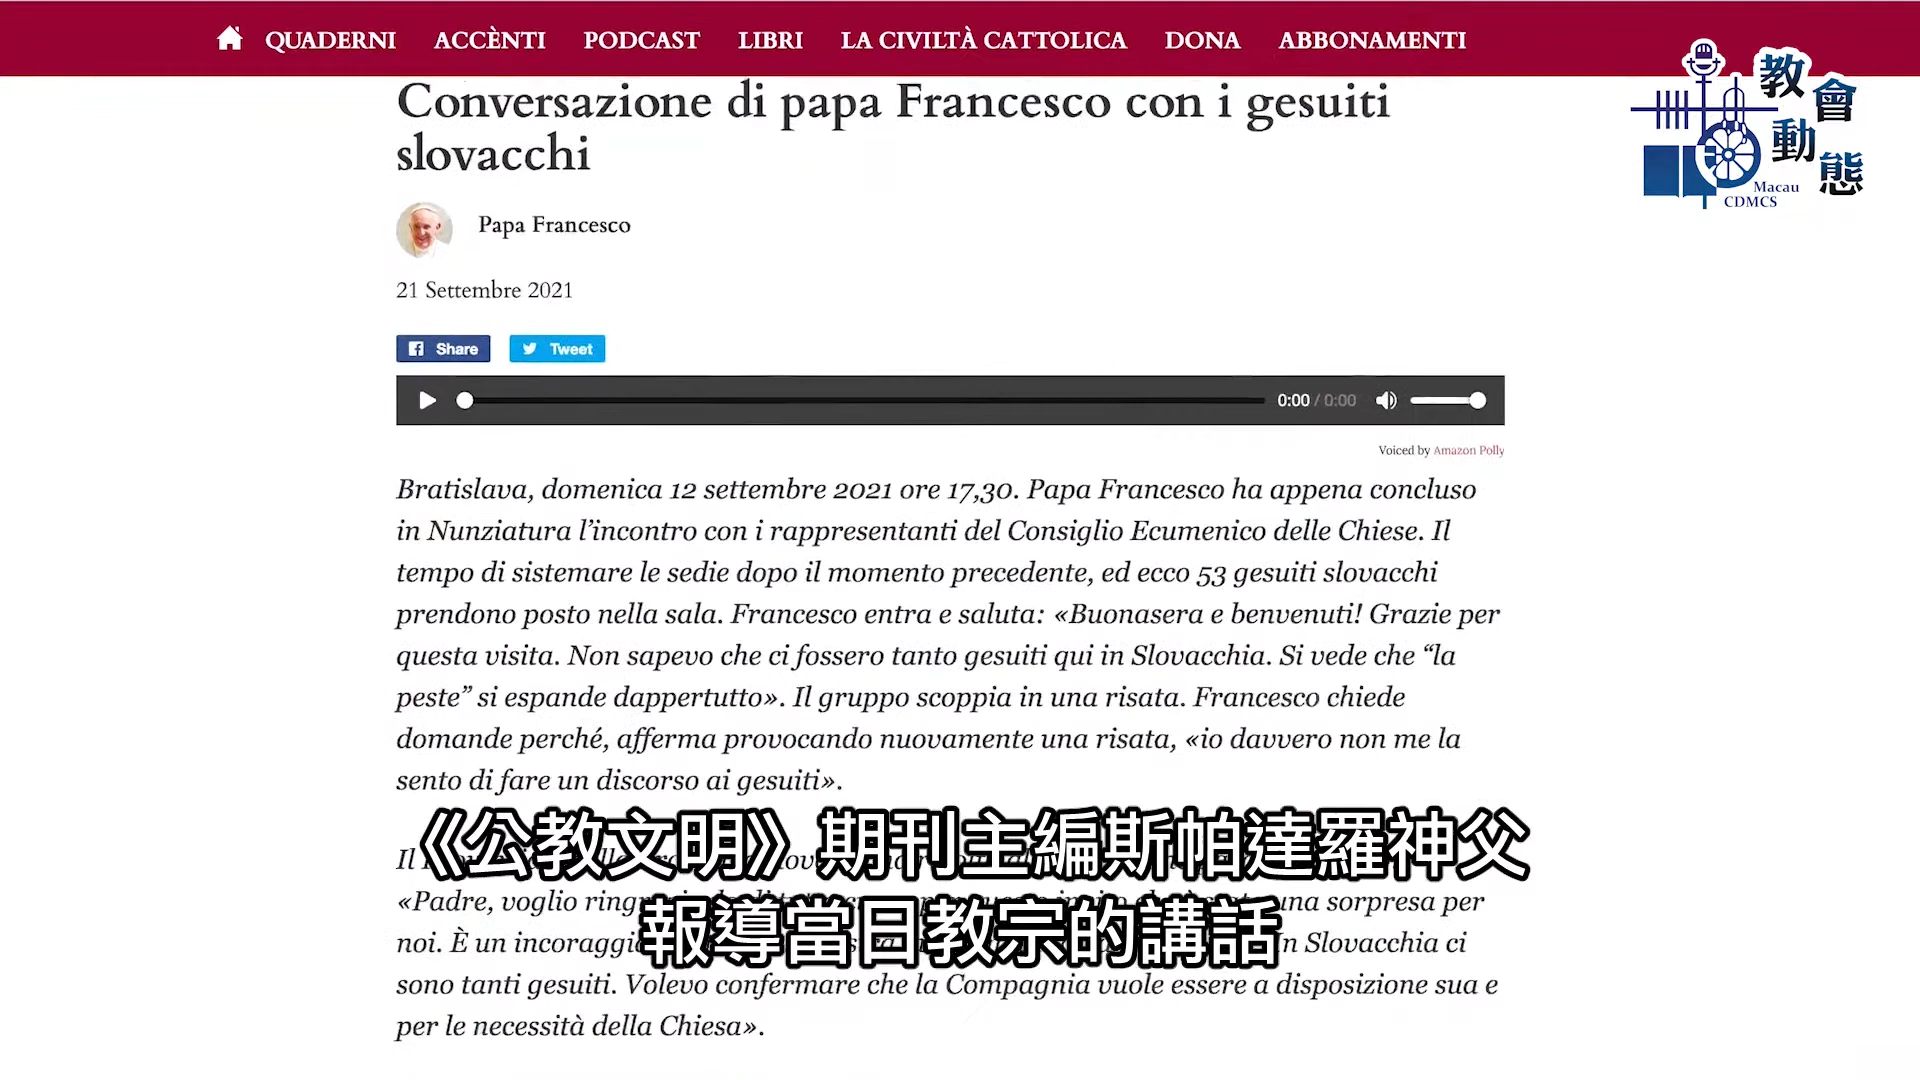 QUADERNI ACCÈNTI PODCAST LIBRI LA CIVILTÀ CATTOLICA DONA ABBONAMENTI
教會動態
Macau
CDMCS
Conversazione di papa Francesco con i gesuiti
slovacchi
Papa Francesco
21 Settembre 2021
Share Tweet
0:00 / 0:00
Voiced by Amazon Polly
Bratislava, domenica 12 settembre 2021 ore 17,30. Papa Francesco ha appena concluso
in Nunziatura l’incontro con i rappresentanti del Consiglio Ecumenico delle Chiese. Il
tempo di sistemare le sedie dopo il momento precedente, ed ecco 53 gesuiti slovacchi
prendono posto nella sala. Francesco entra e saluta: «Buonasera e benvenuti! Grazie per
questa visita. Non sapevo che ci fossero tanto gesuiti qui in Slovacchia. Si vede che “la
peste” si espande dappertutto». Il gruppo scoppia in una risata. Francesco chiede
domande perché, afferma provocando nuovamente una risata, «io davvero non me la
sento di fare un discorso ai gesuiti».
《公教文明》期刊主編斯帕達羅神父
報導當日教宗的講話
Il
«Padre, voglio una sorpresa per
noi. È un In Slovacchia ci
sono tanti gesuiti. Volevo confermare che la Compagnia vuole essere a disposizione sua e
per le necessità della Chiesa».